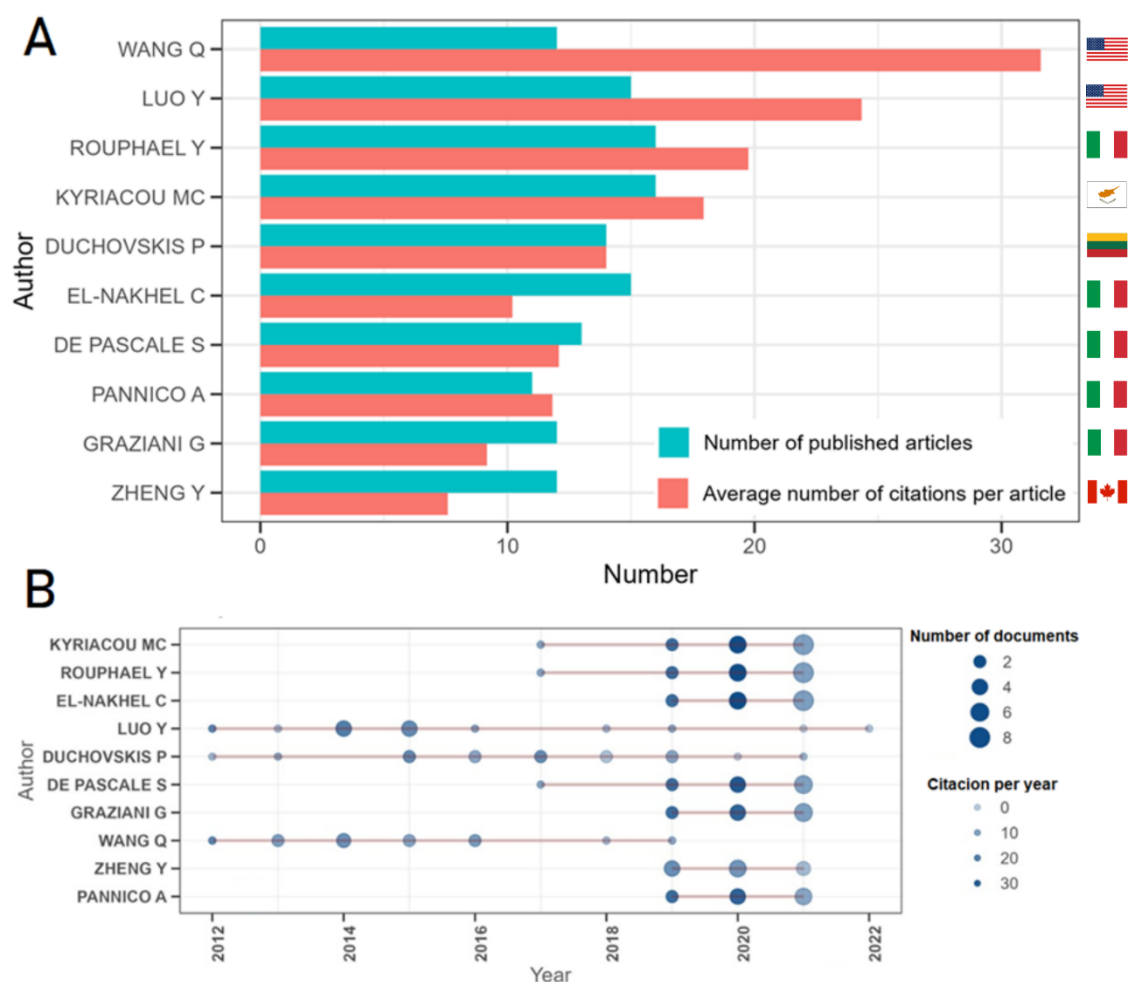 A
WANG Q
LUO Y
ROUPHAEL Y
KYRIACOU MC
DUCHOVSKIS P
EL-NAKHEL C
DE PASCALE S
PANNICO A
GRAZIANI G
ZHENG Y
Author
Number of published articles
Average number of citations per article
0 10 20 30
Number
B
KYRIACOU MC
ROUPHAEL Y
EL-NAKHEL C
LUO Y
DUCHOVSKIS P
DE PASCALE S
GRAZIANI G
WANG Q
ZHENG Y
PANNICO A
Author
2012 2014 2016 2018 2020 2022
Year
Number of documents
2
4
6
8
Citacion per year
0
10
20
30